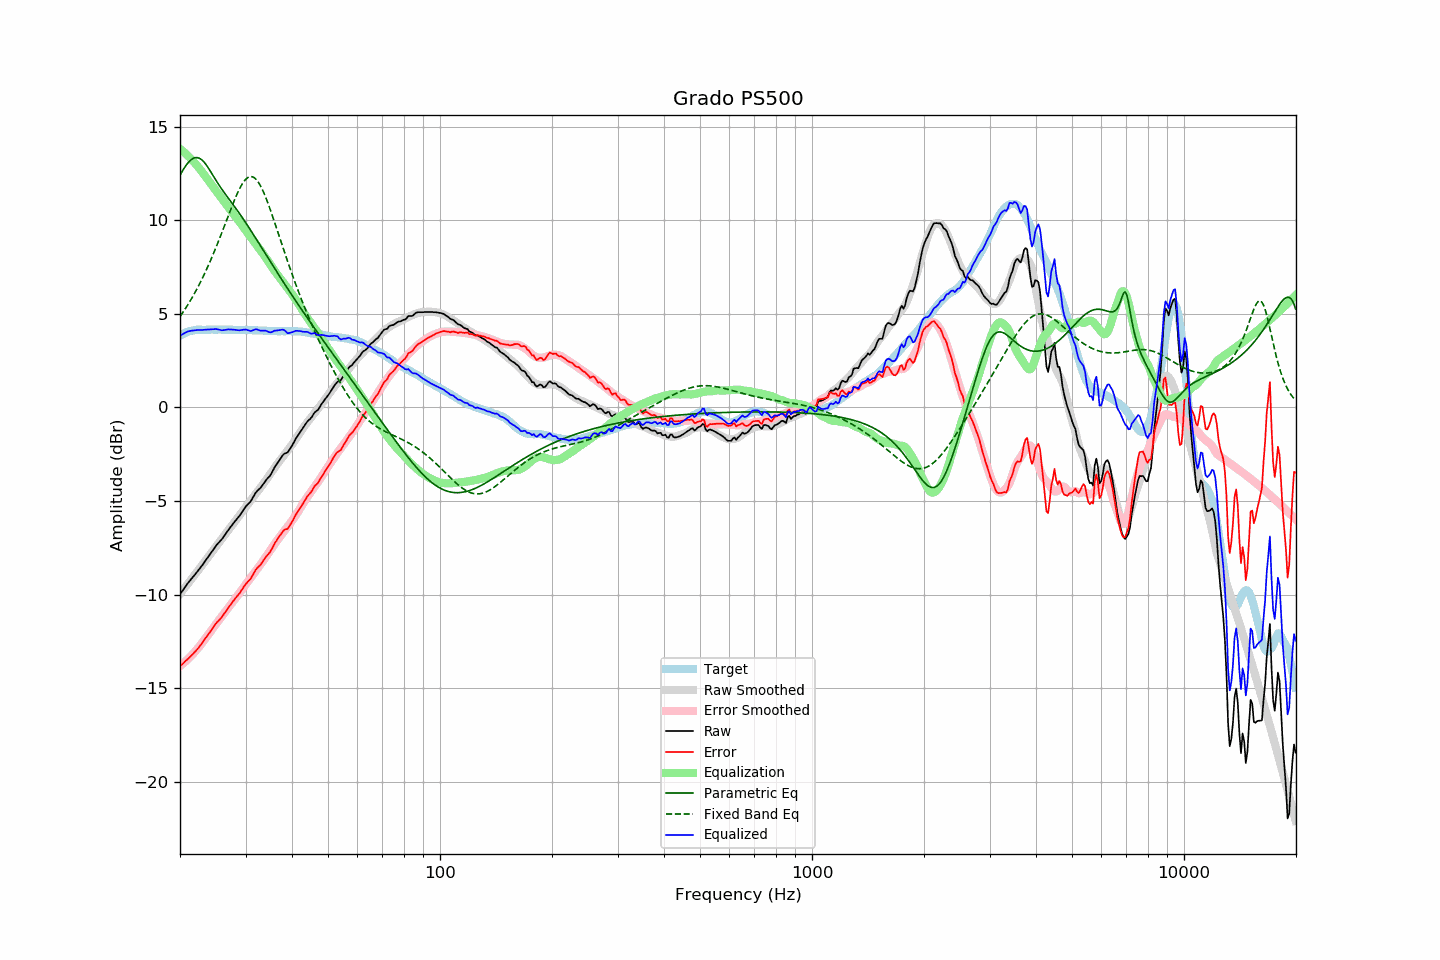 Grado PS500
15
10
5
0
−5
−10
−15
−20
Amplitude (dBr)
Target
Raw Smoothed
Error Smoothed
Raw
Error
Equalization
Parametric Eq
Fixed Band Eq
Equalized
100 1000 10000
Frequency (Hz)